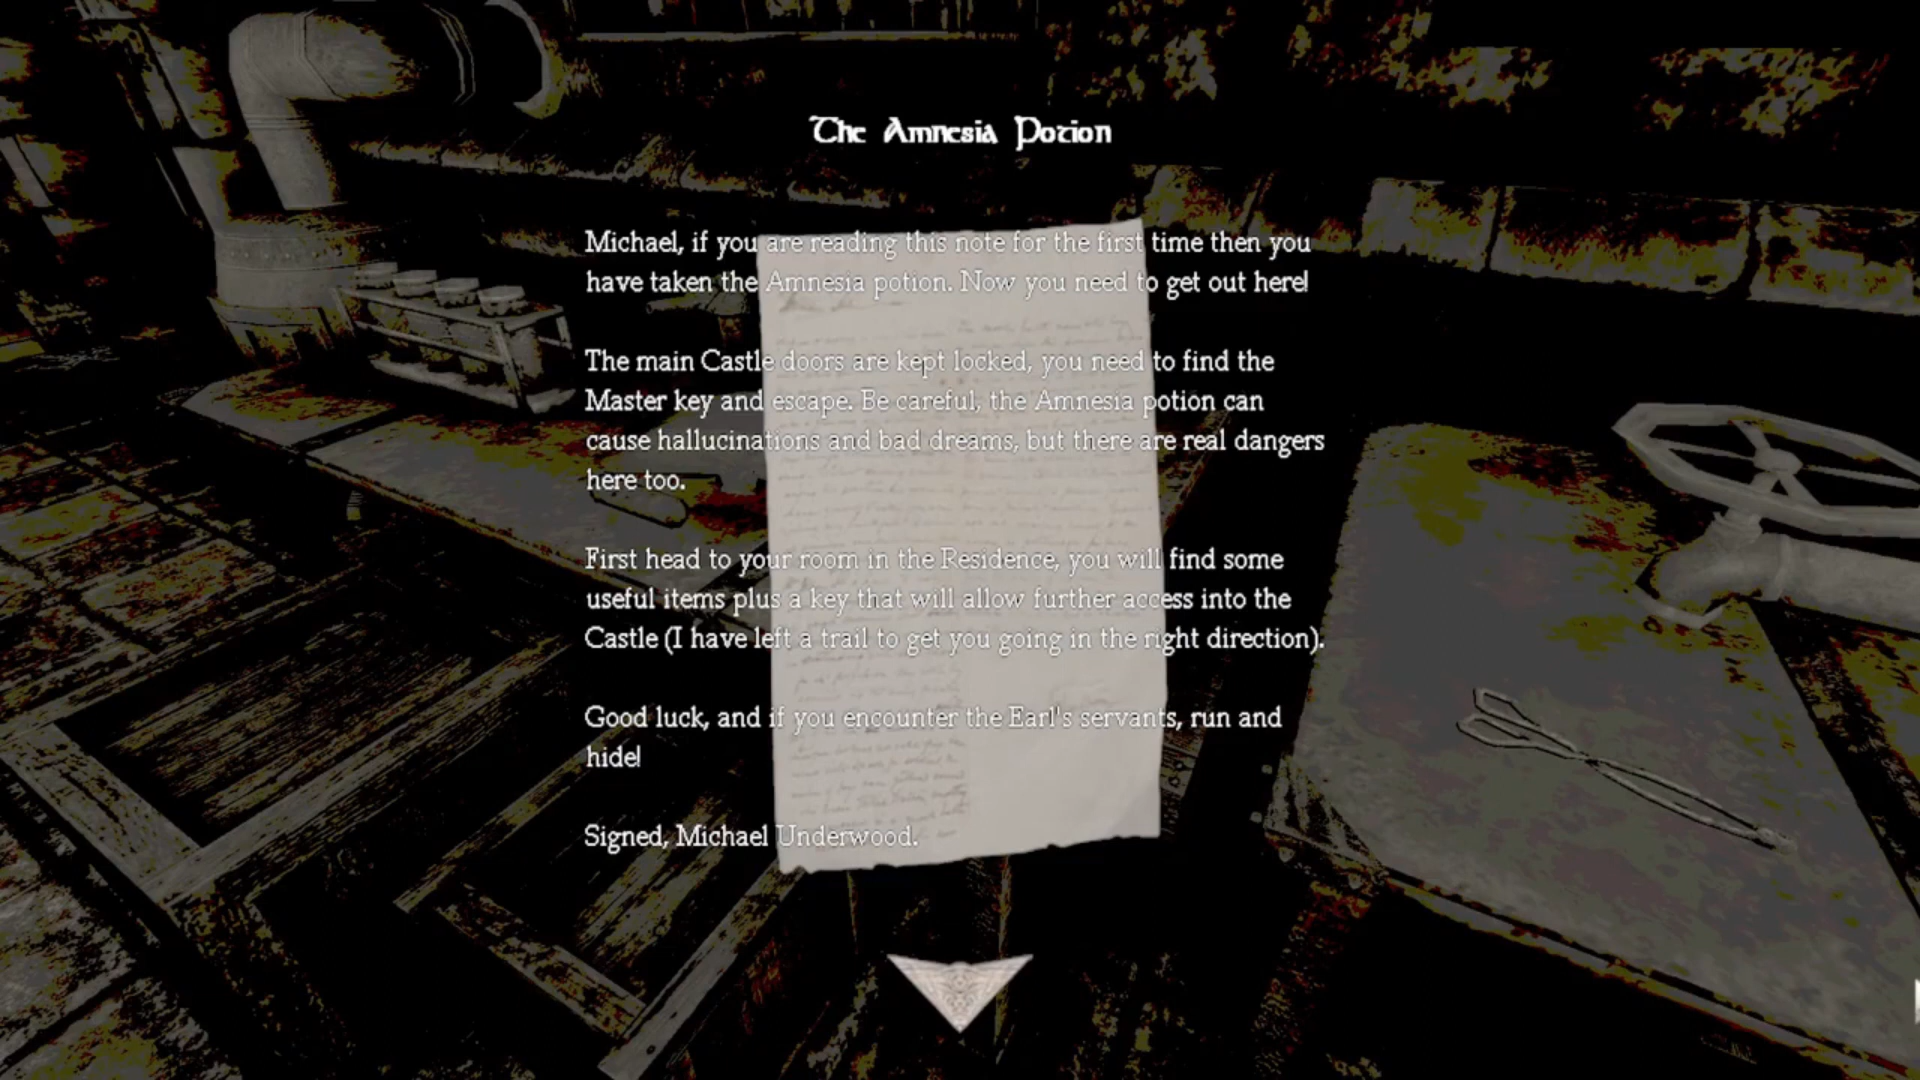 The Amnesia Potion
Michael, if you are reading this note for the first time then you
have taken the Amnesia potion. Now you need to get out here!
The main Castle doors are kept locked, you need to find the
Master key and escape. Be careful, the Amnesia potion can
cause hallucinations and bad dreams, but there are real dangers
here too.
First head to your room in the Residence, you will find some
useful items plus a key that will allow further access into the
Castle (I have left a trail to get you going in the right direction).
Good luck, and if you encounter the Earl's servants, run and
hide!
Signed, Michael Underwood.